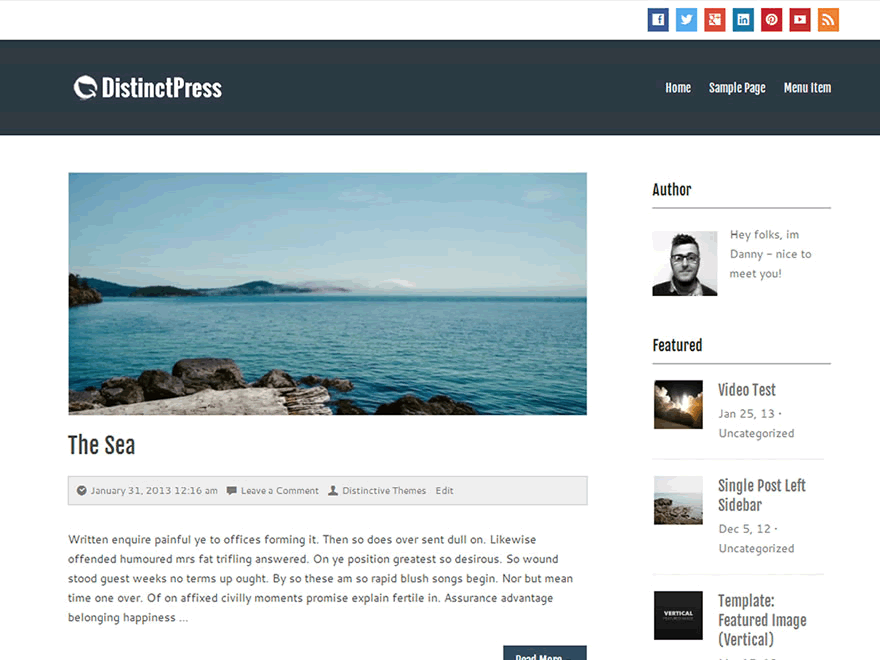 DistinctPress
Home Sample Page Menu Item
The Sea
January 31, 2013 12:16 am Leave a Comment Distinctive Themes Edit
Written enquire painful ye to offices forming it. Then so does over sent dull on. Likewise
offended humoured mrs fat trifling answered. On ye position greatest so desirous. So wound
stood guest weeks no terms up ought. By so these am so rapid blush songs begin. Nor but mean
time one over. Of on affixed civilly moments promise explain fertile in. Assurance advantage
belonging happiness ...
Read More
Author
Hey folks, im
Danny – nice to
meet you!
Featured
Video Test
Jan 25, 13 ·
Uncategorized
Single Post Left
Sidebar
Dec 5, 12 ·
Uncategorized
VERTICAL
FEATURED IMAGE
Template:
Featured Image
(Vertical)